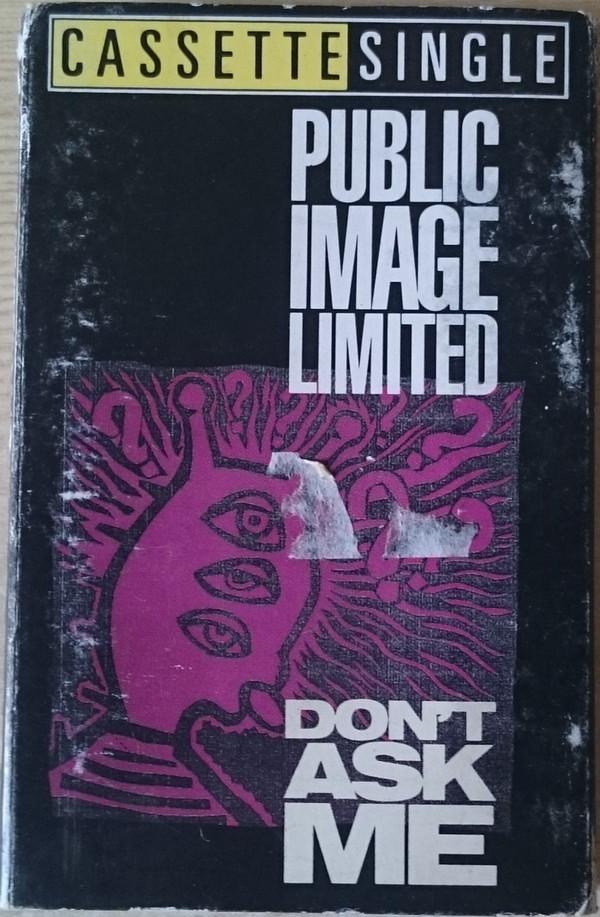 CASSETTE SINGLE
PUBLIC
IMAGE
LIMITED
DON'T
ASK
ME